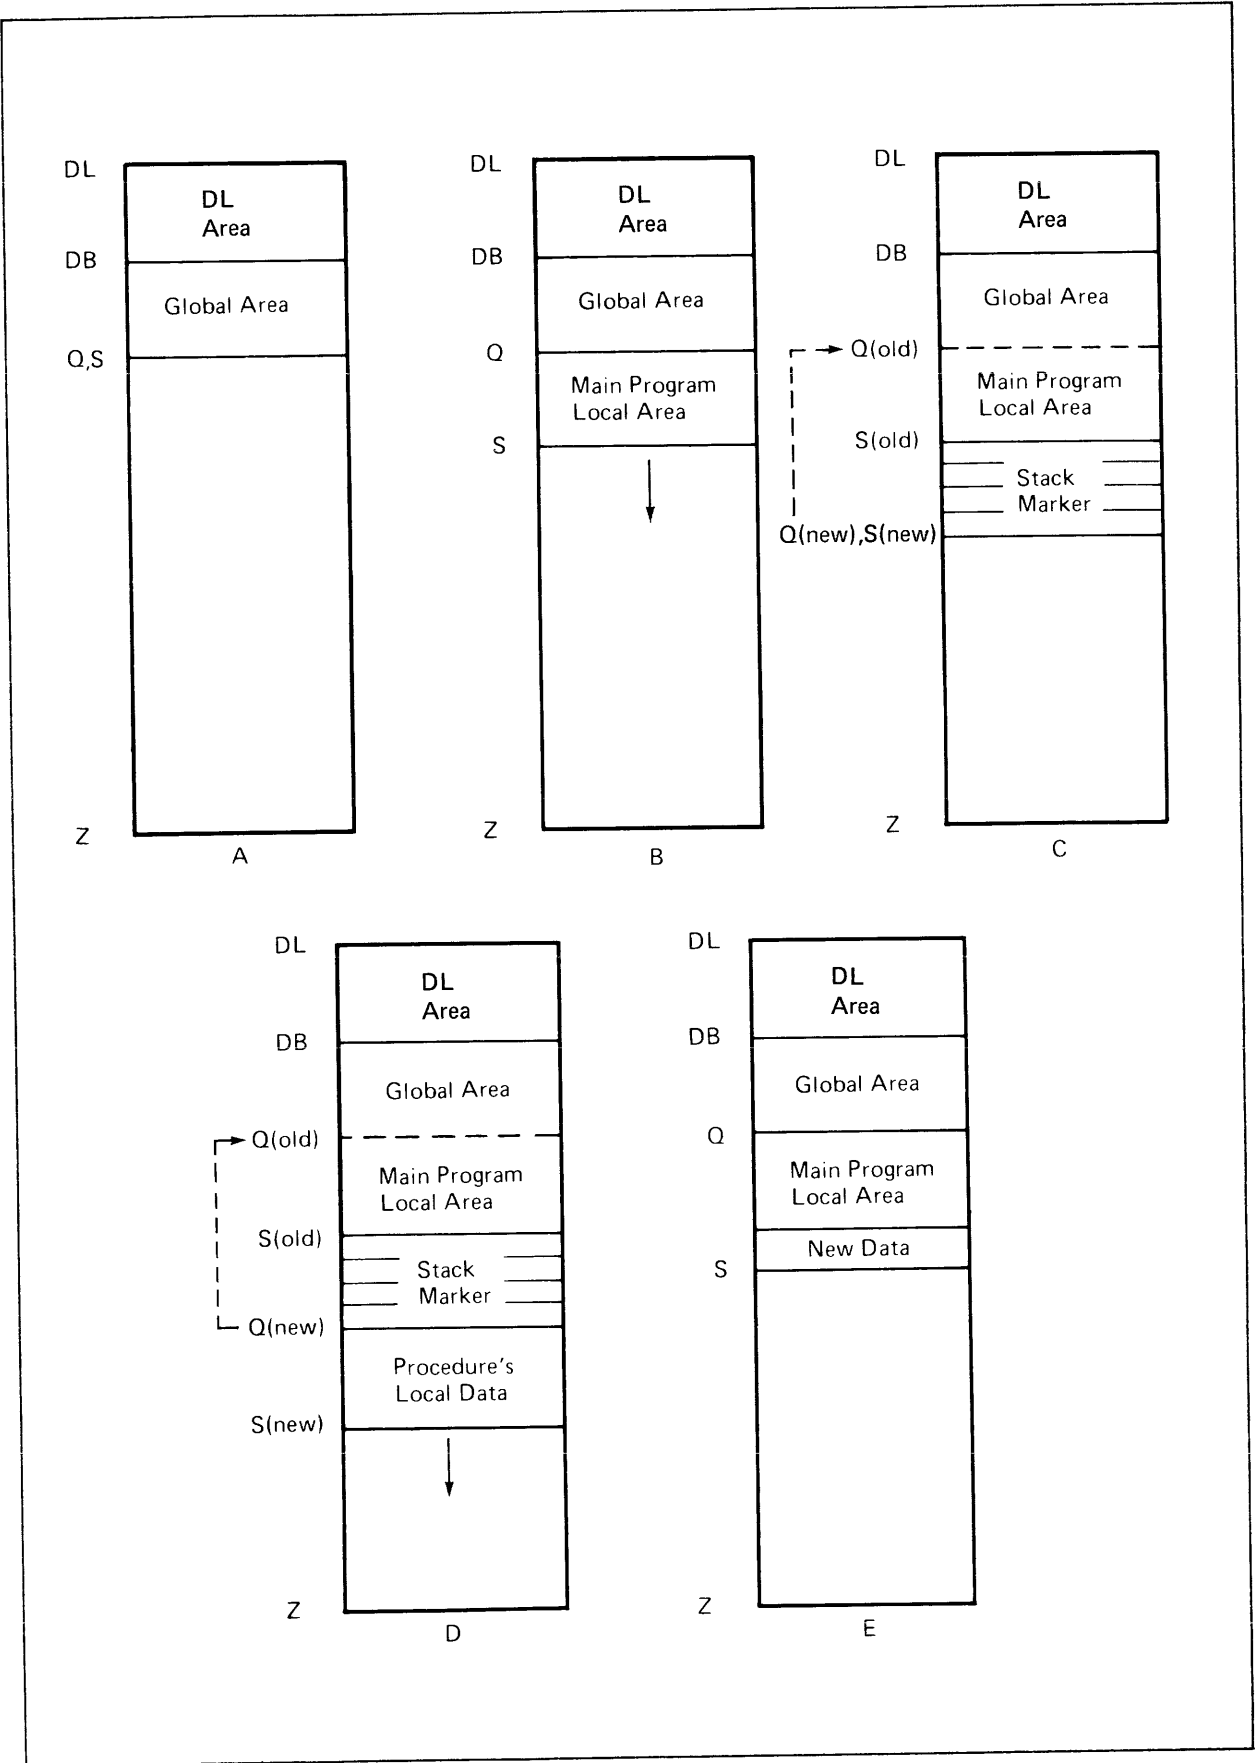 DL
DL
Area
DB
Global Area
Q,S
Z
A
DL
DL
Area
DB
Global Area
Q
Main Program
Local Area
S
Z
B
DL
DL
Area
DB
Global Area
Q(old)
Main Program
Local Area
S(old)
Stack
Marker
Q(new),S(new)
Z
C
DL
DL
Area
DB
Global Area
Q(old)
Main Program
Local Area
S(old)
Stack
Marker
Q(new)
Procedure's
Local Data
S(new)
Z
D
DL
DL
Area
DB
Global Area
Q
Main Program
Local Area
New Data
S
Z
E